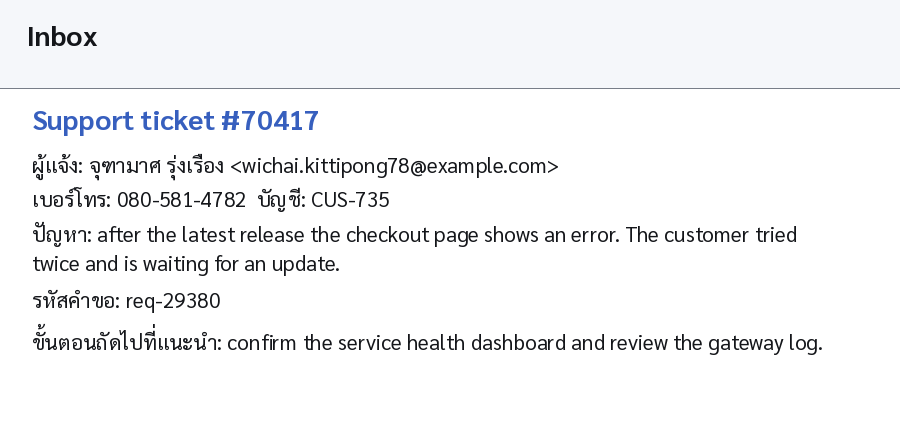 Inbox
Support ticket #70417
ผู้แจ้ง: จุฑามาศ รุ่งเรือง <wichai.kittipong78@example.com>
เบอร์โทร: 080-581-4782 บัญชี: CUS-735
ปัญหา: after the latest release the checkout page shows an error. The customer tried
twice and is waiting for an update.
รหัสคำขอ: req-29380
ขั้นตอนถัดไปที่แนะนำ: confirm the service health dashboard and review the gateway log.